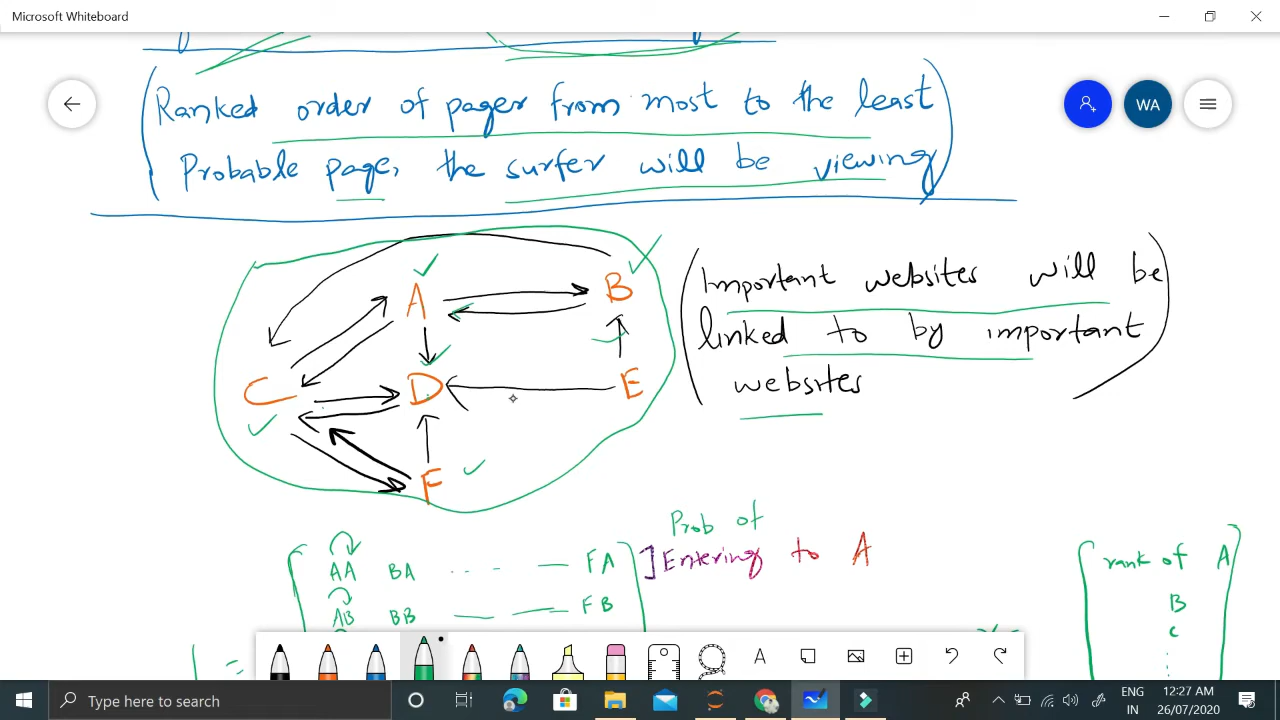 Microsoft Whiteboard
Ranked order of pages from most to the least
Probable page, the surfer will be viewing
WA
A
B
C
D
E
F
Important websites will be
linked to by important
websites
Prob of
AA BA .. .. — FA ] Entering to A
AB BB — — FB
L =
rank of A
B
C
A
Type here to search
ENG
IN
12:27 AM
26/07/2020